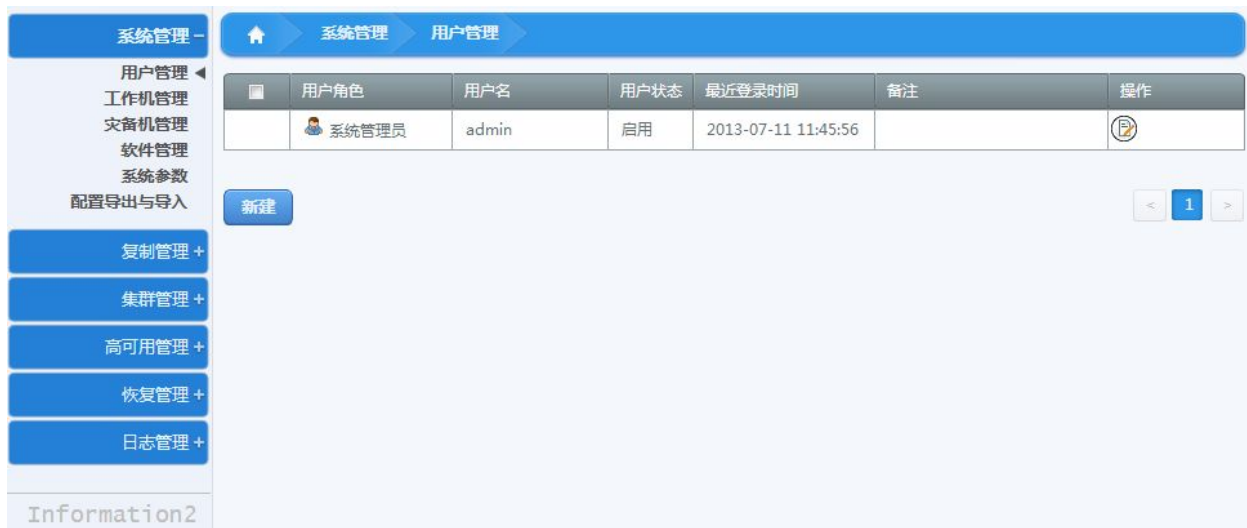 系统管理 -
用户管理
工作机管理
灾备机管理
软件管理
系统参数
配置导出与导入
复制管理 +
集群管理 +
高可用管理 +
恢复管理 +
日志管理 +
Information2
系统管理 用户管理
用户角色 用户名 用户状态 最近登录时间 备注 操作
系统管理员 admin 启用 2013-07-11 11:45:56
新建
< 1 >